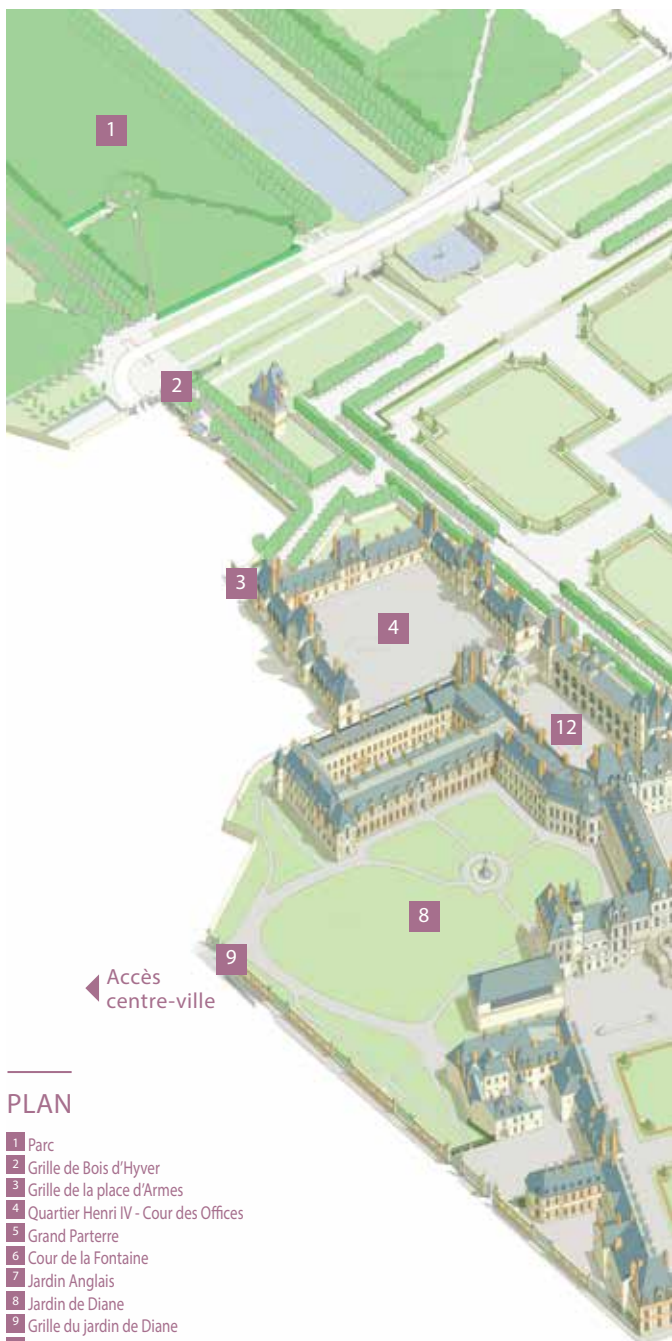 1
2
3
4
12
8
9
Accès
centre-ville
PLAN
1 Parc
2 Grille de Bois d'Hyver
3 Grille de la place d'Armes
4 Quartier Henri IV - Cour des Offices
5 Grand Parterre
6 Cour de la Fontaine
7 Jardin Anglais
8 Jardin de Diane
9 Grille du jardin de Diane